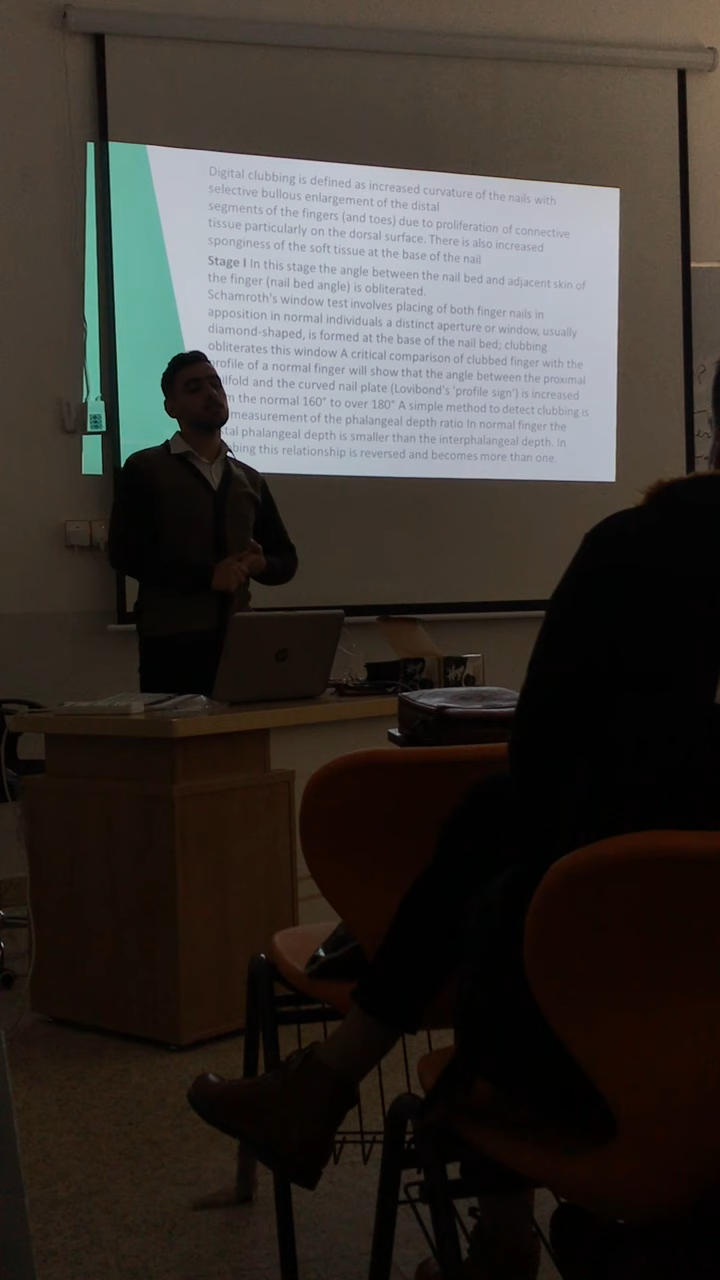 Digital clubbing is defined as increased curvature of the nails with
selective bullous enlargement of the distal
segments of the fingers (and toes) due to proliferation of connective
tissue particularly on the dorsal surface. There is also increased
sponginess of the soft tissue at the base of the nail
Stage I In this stage the angle between the nail bed and adjacent skin of
the finger (nail bed angle) is obliterated.
Schamroth's window test involves placing of both finger nails in
apposition in normal individuals a distinct aperture or window, usually
diamond-shaped, is formed at the base of the nail bed; clubbing
obliterates this window A critical comparison of clubbed finger with the
profile of a normal finger will show that the angle between the proximal
and the curved nail plate (Lovibond's 'profile sign') is increased
the normal 160° to over 180° A simple method to detect clubbing is
measurement of the phalangeal depth ratio In normal finger the
phalangeal depth is smaller than the interphalangeal depth. In
this relationship is reversed and becomes more than one.
hp